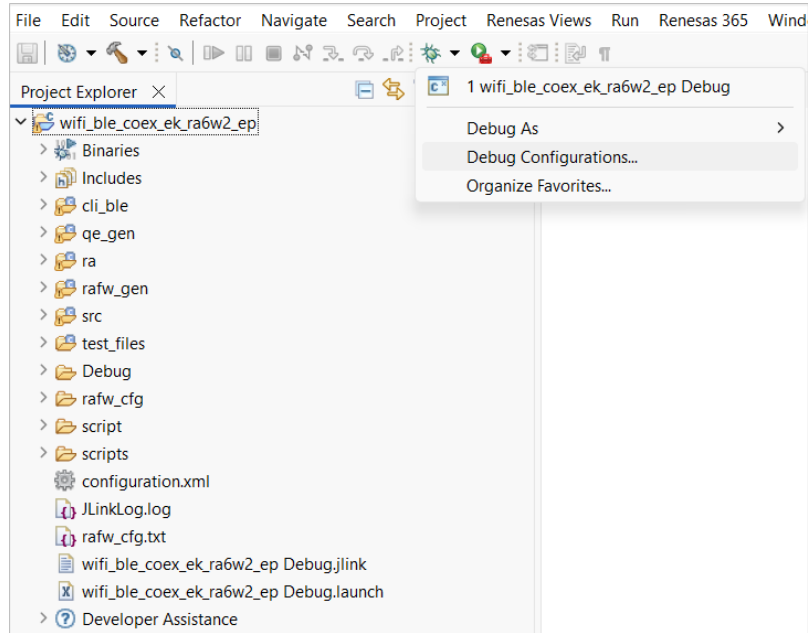 File Edit Source Refactor Navigate Search Project Renesas Views Run Renesas 365 Wind
Project Explorer
1 wifi_ble_coex_ek_ra6w2_ep Debug
Debug As
Debug Configurations...
Organize Favorites...
wifi_ble_coex_ek_ra6w2_ep
Binaries
Includes
cli_ble
qe_gen
ra
rafw_gen
src
test_files
Debug
rafw_cfg
script
scripts
configuration.xml
JLinkLog.log
rafw_cfg.txt
wifi_ble_coex_ek_ra6w2_ep Debug.jlink
wifi_ble_coex_ek_ra6w2_ep Debug.launch
Developer Assistance